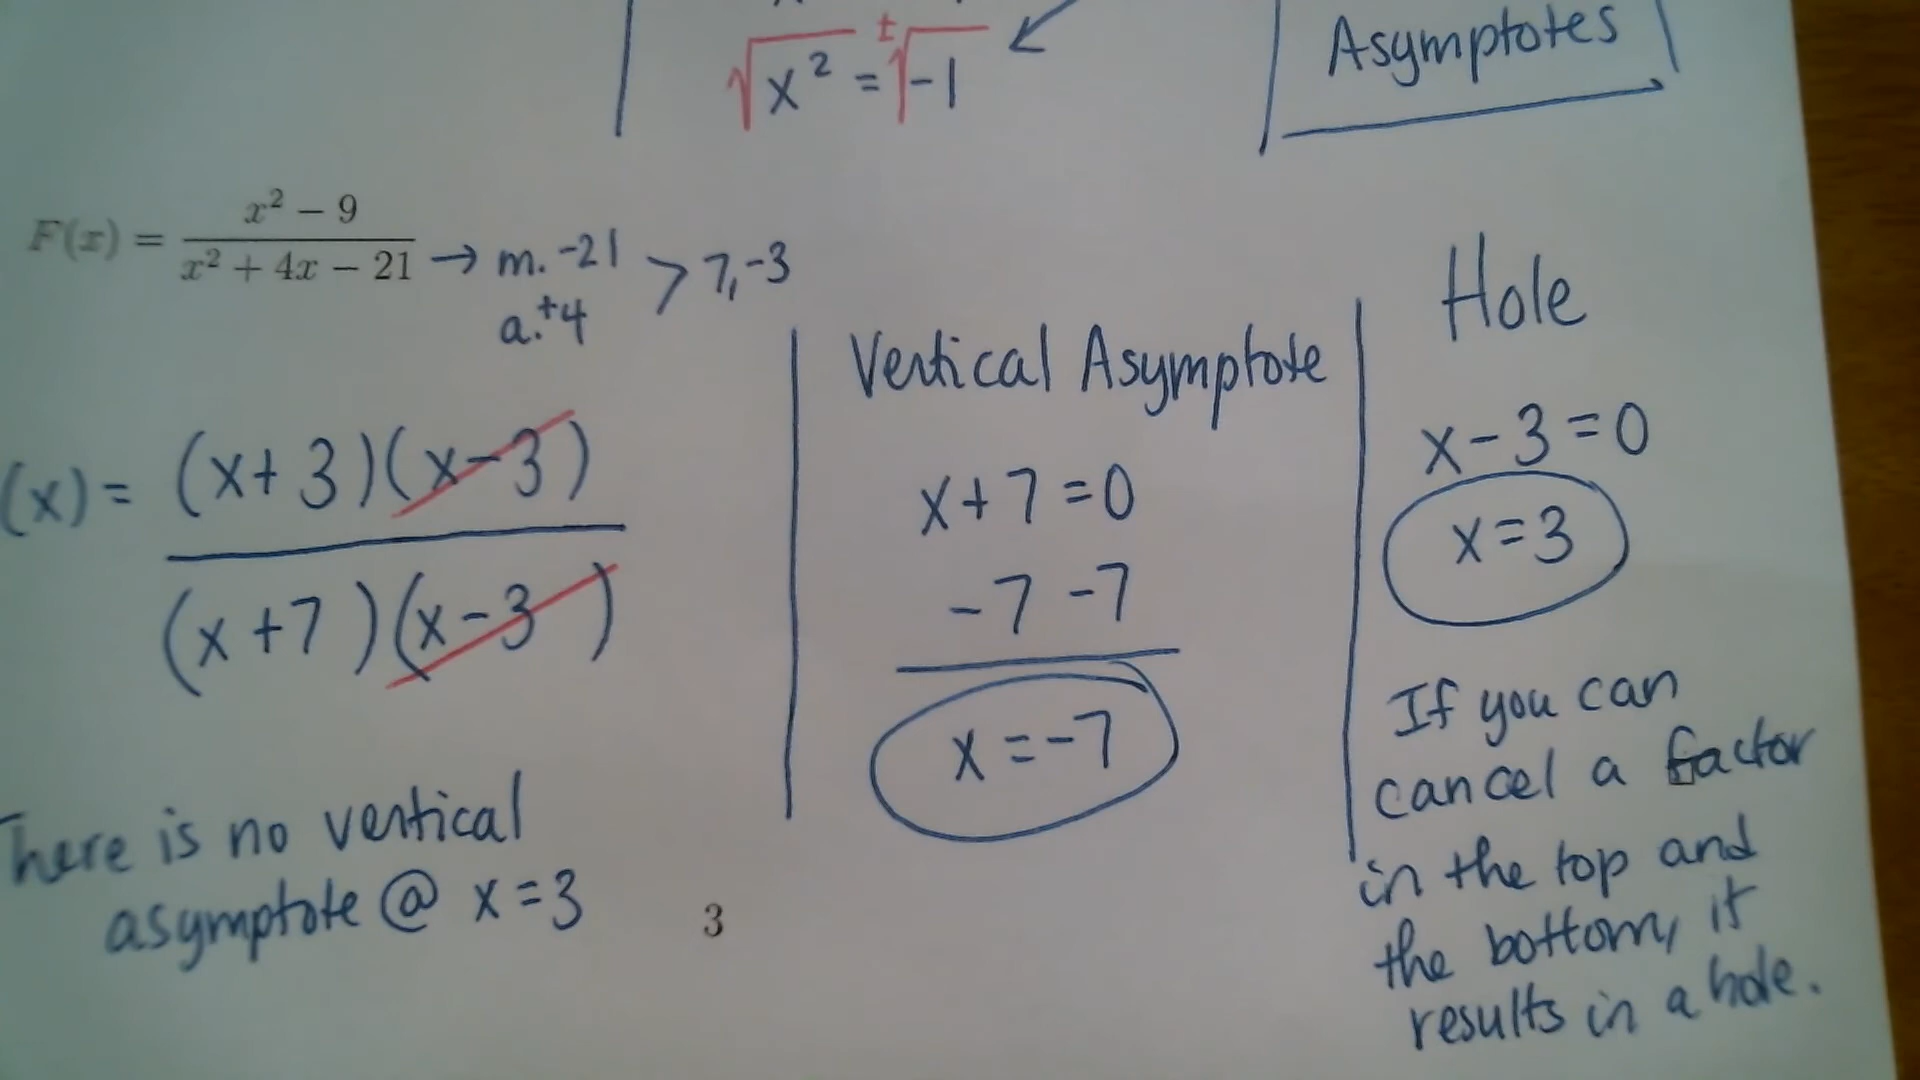 √x² = ±√-1
Asymptotes
F(x) = x² − 9 / x² + 4x − 21 → m. -21 > 7, -3
a. +4
(x) = (x+3)(x-3) / (x+7)(x-3)
There is no vertical
asymptote @ x=3
3
Vertical Asymptote
x+7=0
-7 -7
x=-7
Hole
x-3=0
x=3
If you can
cancel a factor
in the top and
the bottom, it
results in a hole.